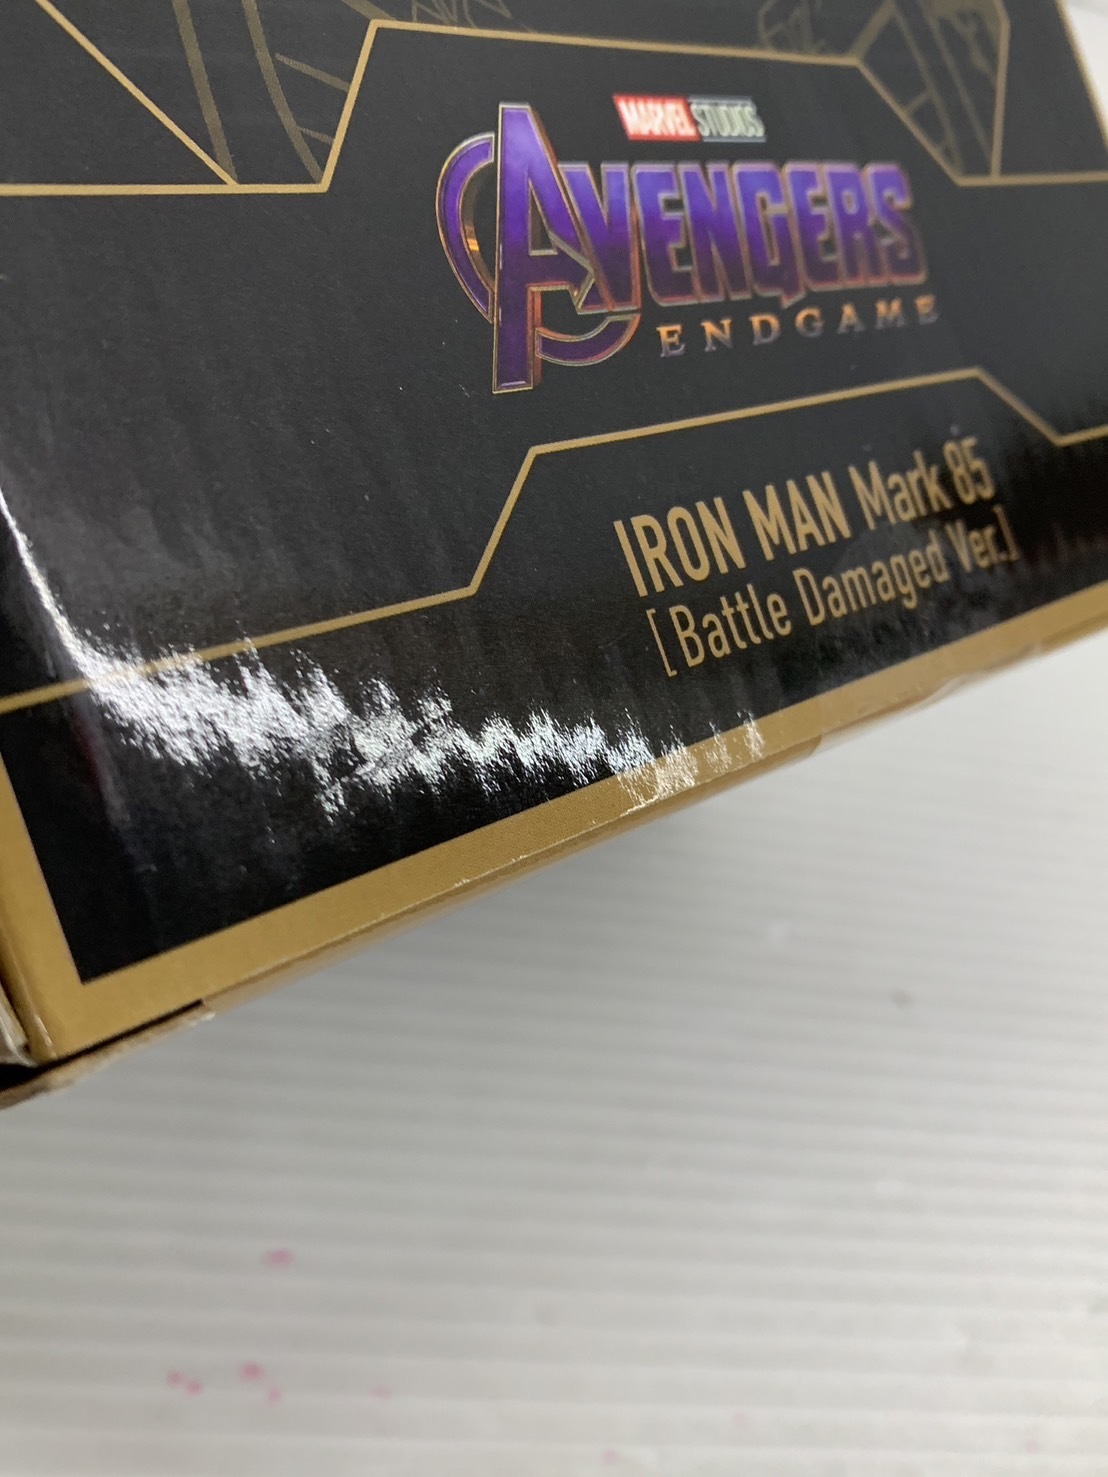 MARVEL STUDIOS
AVENGERS
ENDGAME
IRON MAN Mark 85
[Battle Damaged Ver.]